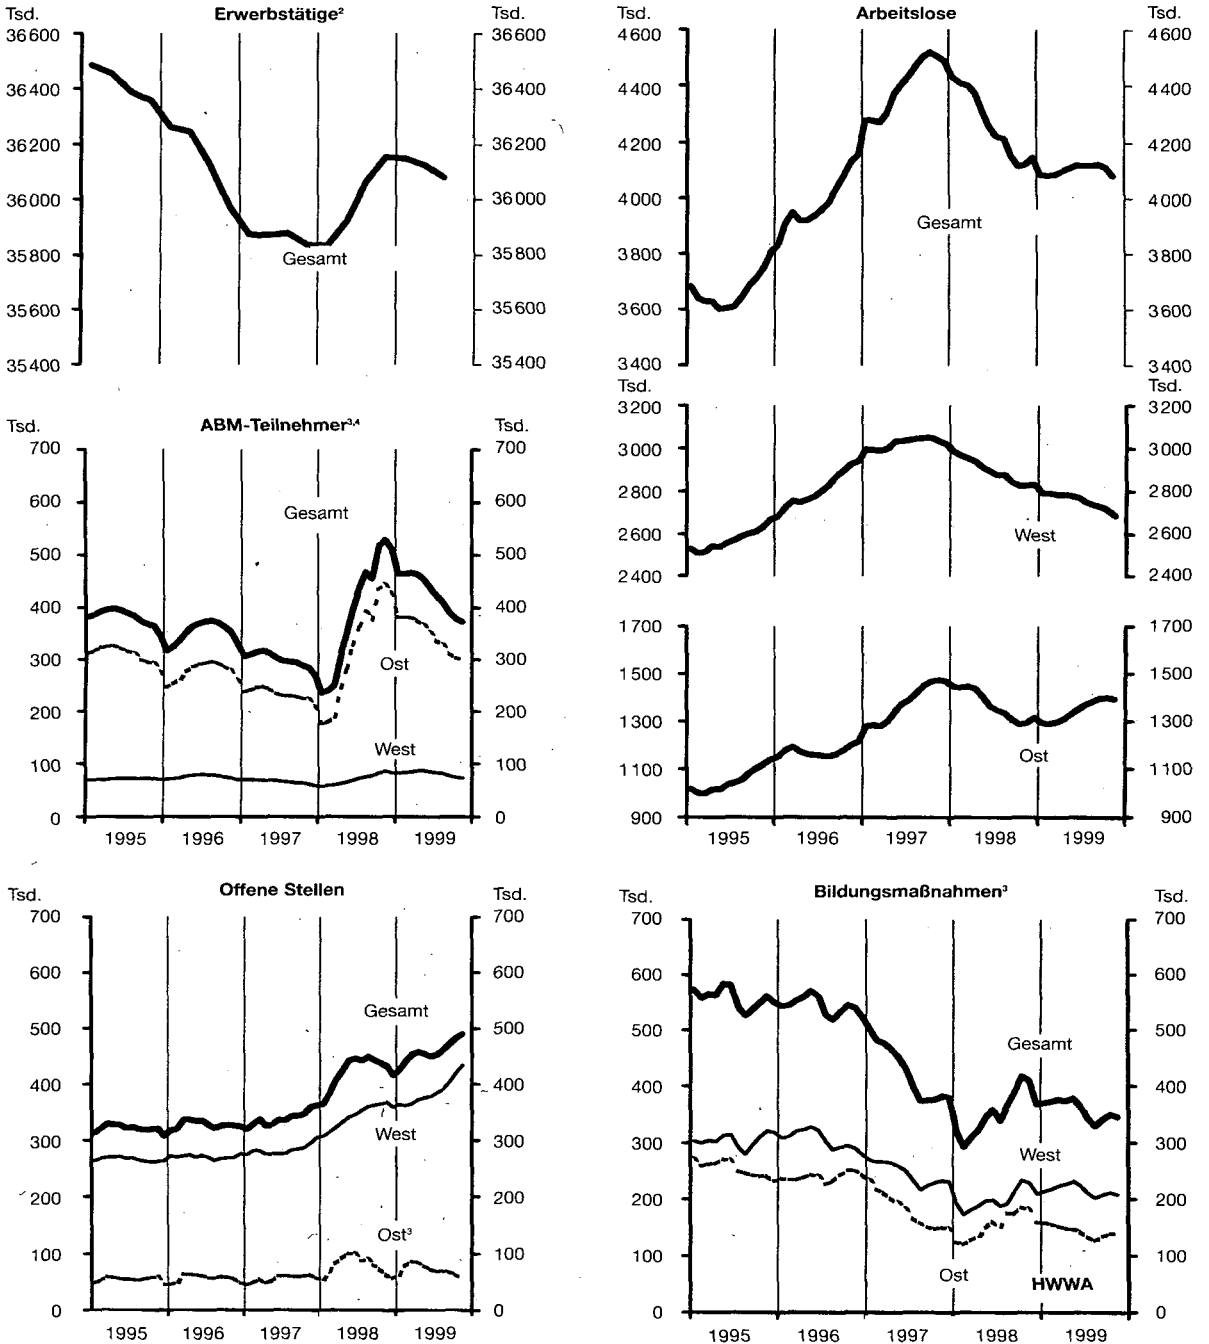 Erwerbstätige²
Tsd. Tsd.
36600 36600
36400 36400
36200 36200
36000 36000
35800 35800
35600 35600
35400 35400
Gesamt
Arbeitslose
Tsd. Tsd.
4600 4600
4400 4400
4200 4200
4000 4000
3800 3800
3600 3600
3400 3400
Gesamt
Tsd. Tsd.
3200 3200
3000 3000
2800 2800
2600 2600
2400 2400
West
1700 1700
1500 1500
1300 1300
1100 1100
900 900
Ost
1995 1996 1997 1998 1999
ABM-Teilnehmer³,⁴
Tsd. Tsd.
700 700
600 600
500 500
400 400
300 300
200 200
100 100
0 0
Gesamt
Ost
West
1995 1996 1997 1998 1999
Offene Stellen
Tsd. Tsd.
700 700
600 600
500 500
400 400
300 300
200 200
100 100
0 0
Gesamt
West
Ost³
1995 1996 1997 1998 1999
Bildungsmaßnahmen³
Tsd. Tsd.
700 700
600 600
500 500
400 400
300 300
200 200
100 100
0 0
Gesamt
West
Ost
HWWA
1995 1996 1997 1998 1999